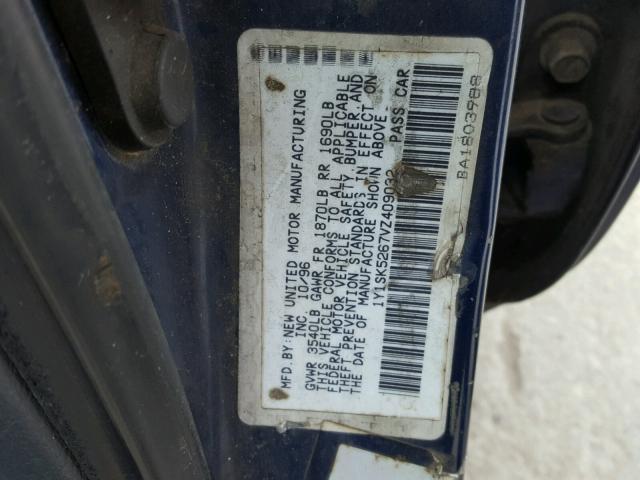 MFD.BY:NEW UNITED MOTOR MANUFACTURING
INC. 10/96
GVWR 3540LB GAWR FR 1870LB RR 1690LB
THIS VEHICLE CONFORMS TO ALL APPLICABLE
FEDERAL MOTOR VEHICLE SAFETY, BUMPER, AND
THEFT PREVENTION STANDARDS IN EFFECT ON
THE DATE OF MANUFACTURE SHOWN ABOVE.
1Y1SK5267VZ409032 PASS CAR
BA1803988